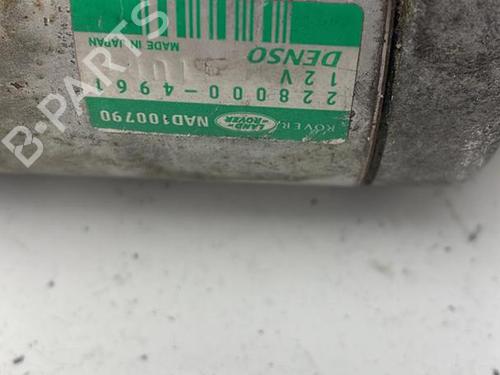 DENSO
MADE IN JAPAN
12V
228000-4961
ROVER/
LAND
ROVER
NAD100790
B-PARTS